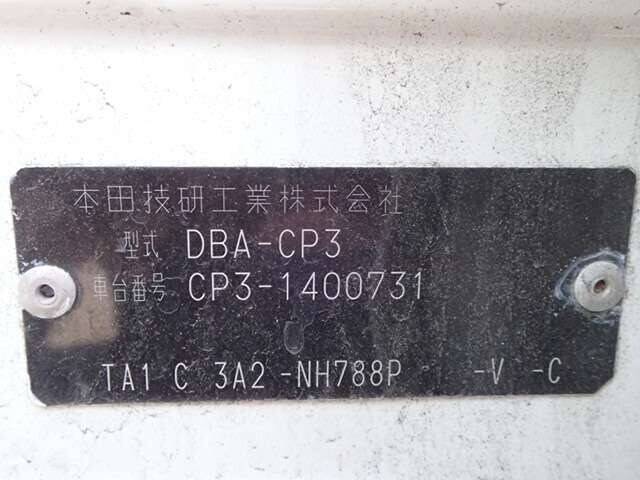 本田技研工業株式会社
型式 DBA-CP3
車台番号 CP3-1400731
TA1 C 3A2 -NH788P -V -C